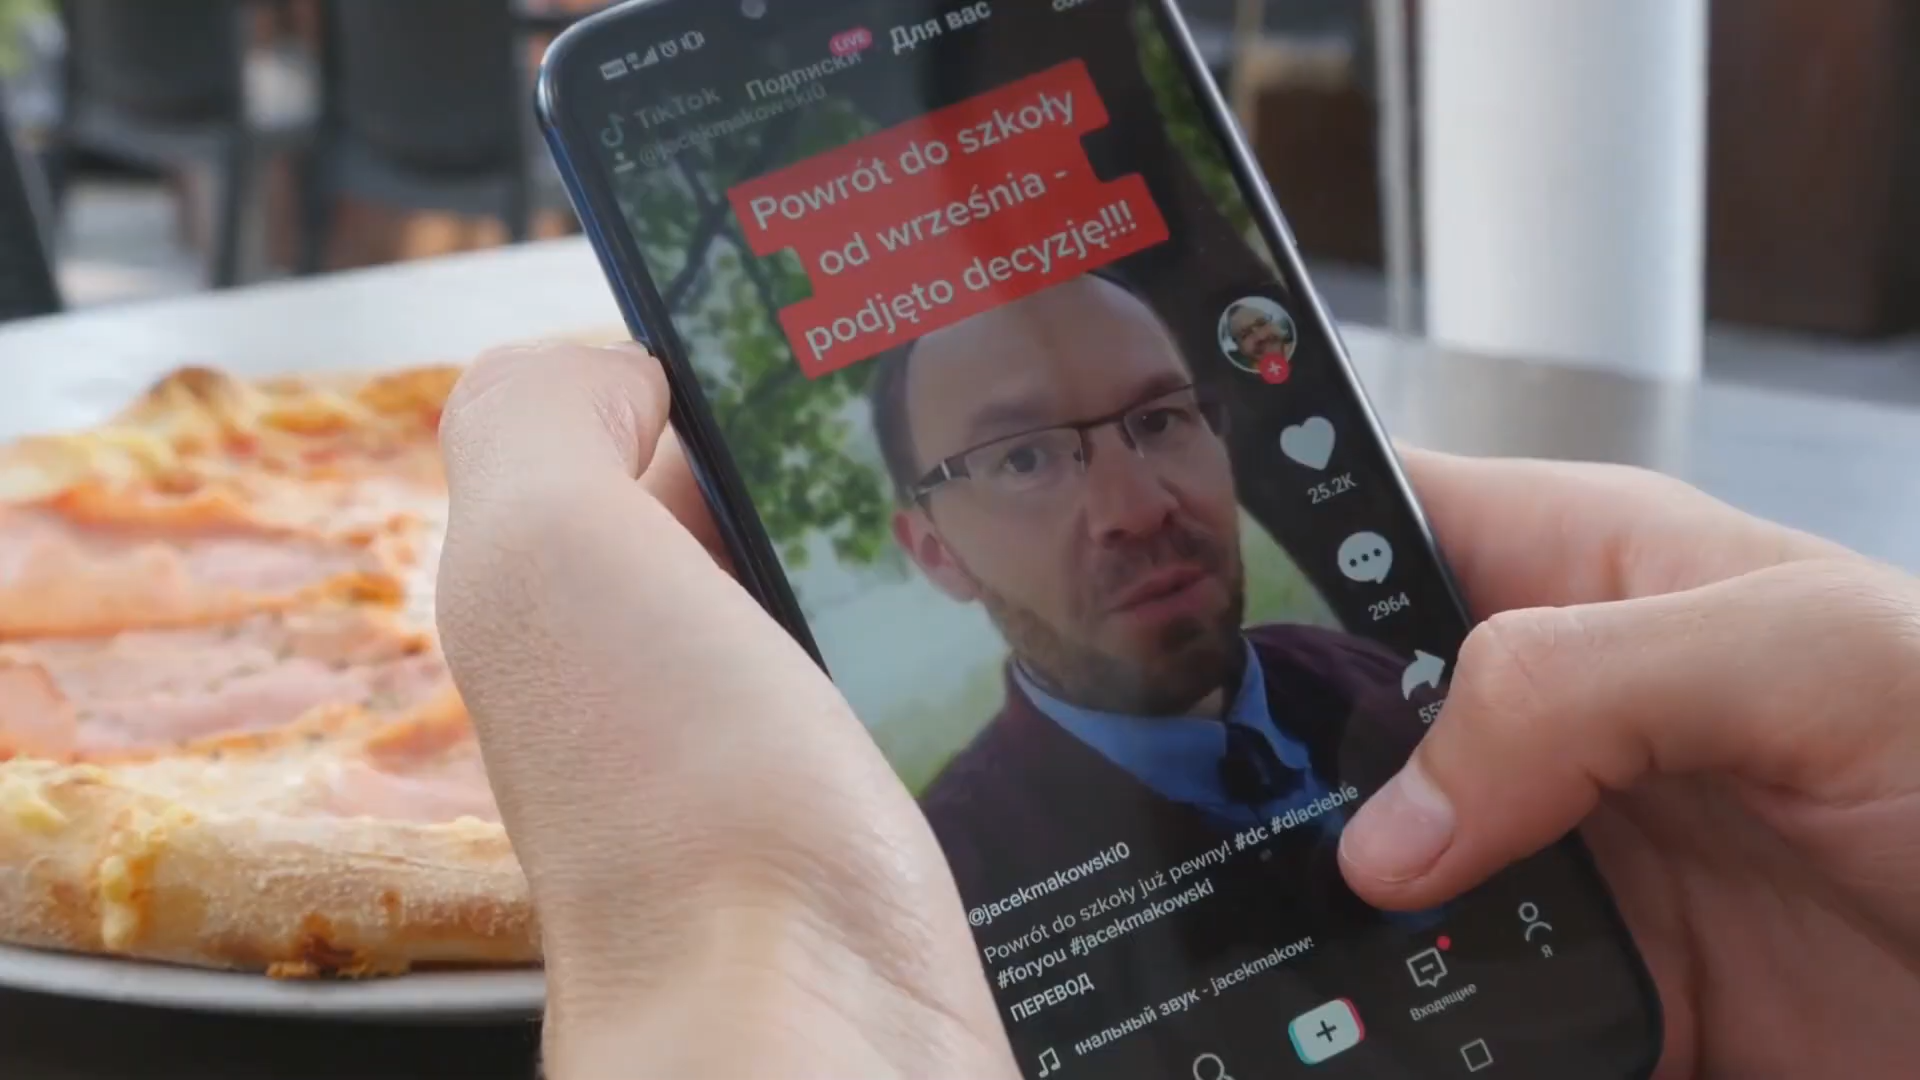 LIVE
Подписки
Для вас
TikTok
@jacekmakowski0
Powrót do szkoły
od września -
podjęto decyzję!!!
25.2K
2964
@jacekmakowski0
Powrót do szkoły już pewny! #dc #dlaciebie
#foryou #jacekmakowski
ПЕРЕВОД
нальный звук - jacekmakow
Входящие
Я